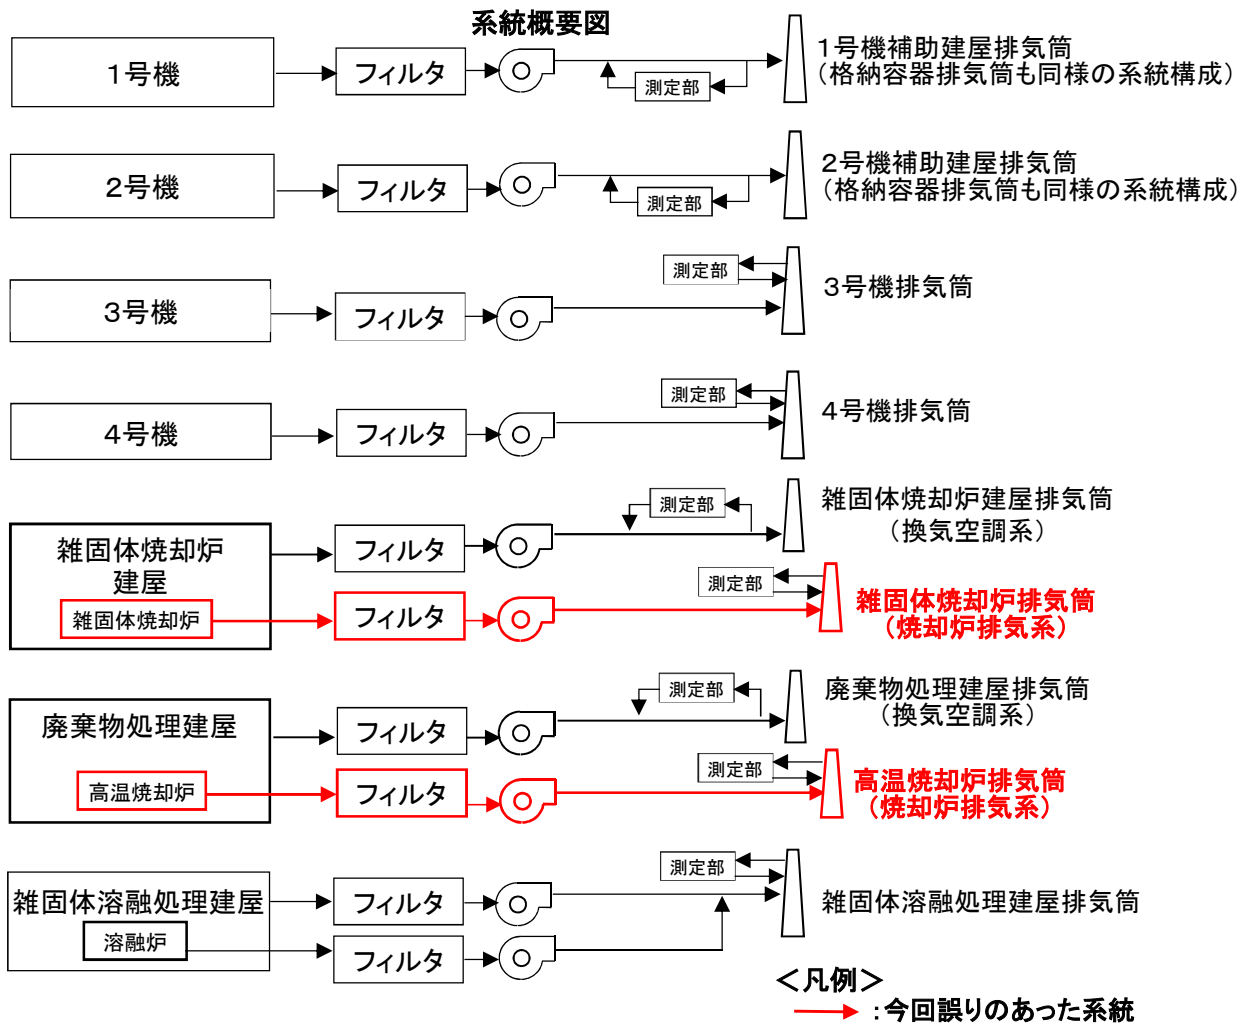 系統概要図
1号機
フィルタ
測定部
1号機補助建屋排気筒
(格納容器排気筒も同様の系統構成)
2号機
フィルタ
測定部
2号機補助建屋排気筒
(格納容器排気筒も同様の系統構成)
3号機
フィルタ
測定部
3号機排気筒
4号機
フィルタ
測定部
4号機排気筒
雑固体焼却炉
建屋
フィルタ
測定部
雑固体焼却炉建屋排気筒
(換気空調系)
雑固体焼却炉
フィルタ
測定部
雑固体焼却炉排気筒
(焼却炉排気系)
廃棄物処理建屋
フィルタ
測定部
廃棄物処理建屋排気筒
(換気空調系)
高温焼却炉
フィルタ
測定部
高温焼却炉排気筒
(焼却炉排気系)
雑固体溶融処理建屋
フィルタ
測定部
雑固体溶融処理建屋排気筒
溶融炉
フィルタ
<凡例>
:今回誤りのあった系統